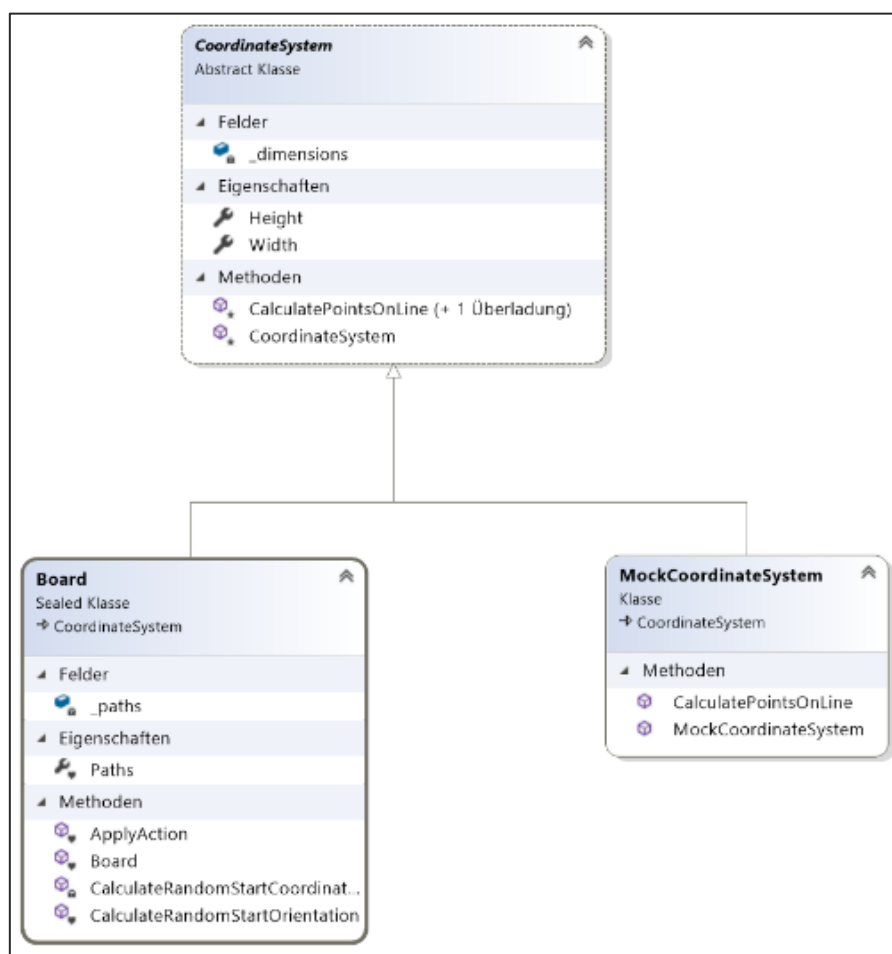 CoordinateSystem
Abstract Klasse
Felder
_dimensions
Eigenschaften
Height
Width
Methoden
CalculatePointsOnLine (+ 1 Überladung)
CoordinateSystem
Board
Sealed Klasse
CoordinateSystem
Felder
_paths
Eigenschaften
Paths
Methoden
ApplyAction
Board
CalculateRandomStartCoordinat...
CalculateRandomStartOrientation
MockCoordinateSystem
Klasse
CoordinateSystem
Methoden
CalculatePointsOnLine
MockCoordinateSystem